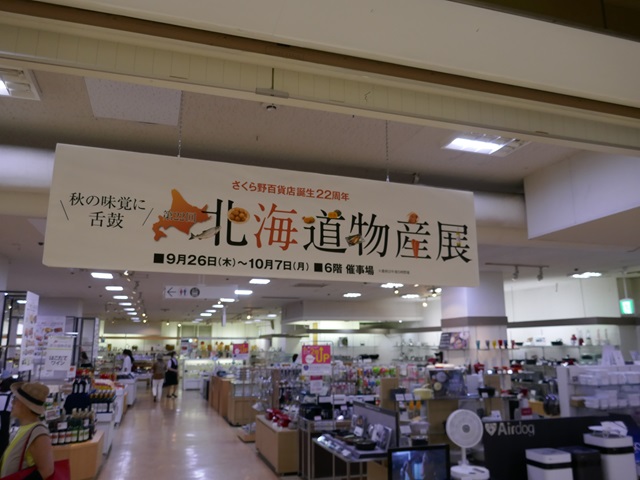 さくら野百貨店誕生22周年
秋の味覚に
舌鼓
北海道物産展
■9月26日(木)～10月7日(月) ■6階 催事場
UP
Airdog